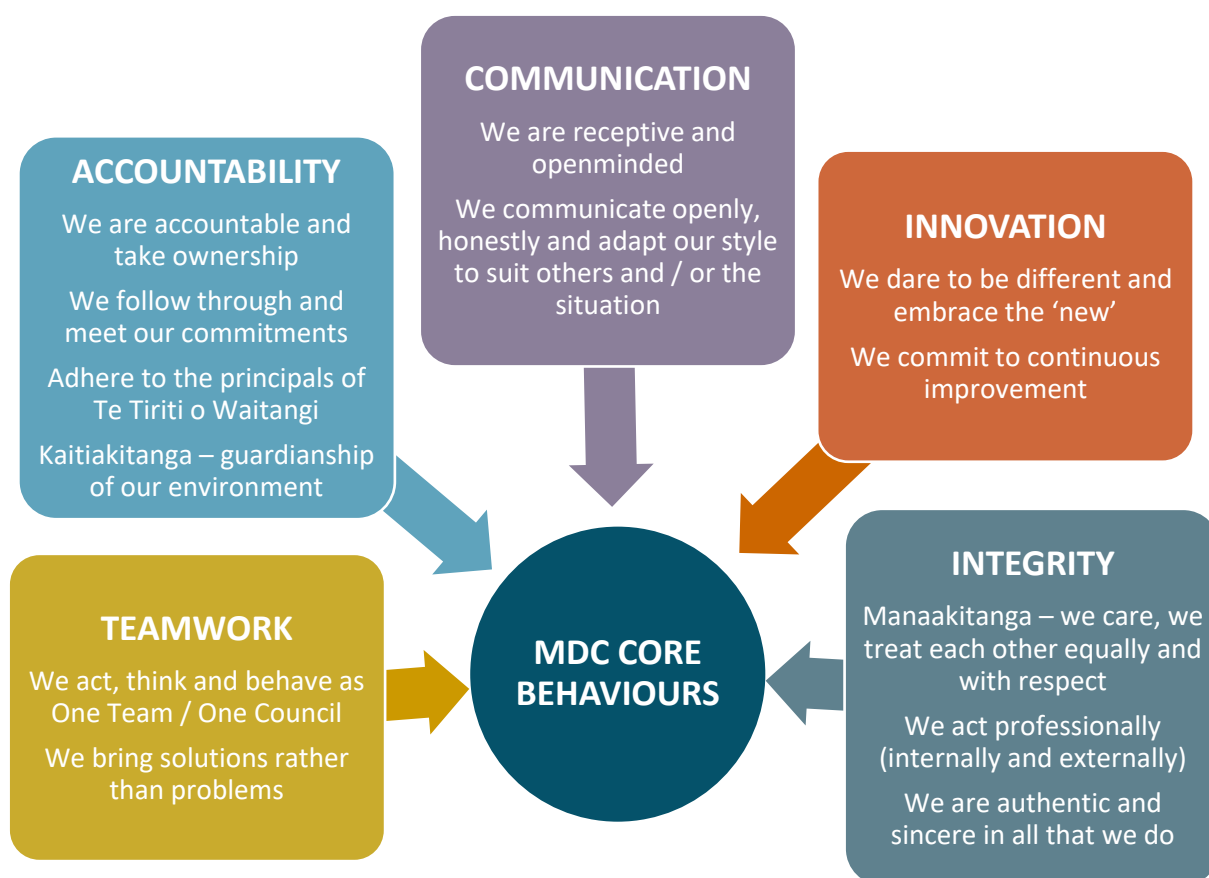 COMMUNICATION
We are receptive and
openminded
We communicate openly,
honestly and adapt our style
to suit others and / or the
situation
ACCOUNTABILITY
We are accountable and
take ownership
We follow through and
meet our commitments
Adhere to the principals of
Te Tiriti o Waitangi
Kaitiakitanga – guardianship
of our environment
INNOVATION
We dare to be different and
embrace the ‘new’
We commit to continuous
improvement
TEAMWORK
We act, think and behave as
One Team / One Council
We bring solutions rather
than problems
MDC CORE
BEHAVIOURS
INTEGRITY
Manaakitanga – we care, we
treat each other equally and
with respect
We act professionally
(internally and externally)
We are authentic and
sincere in all that we do